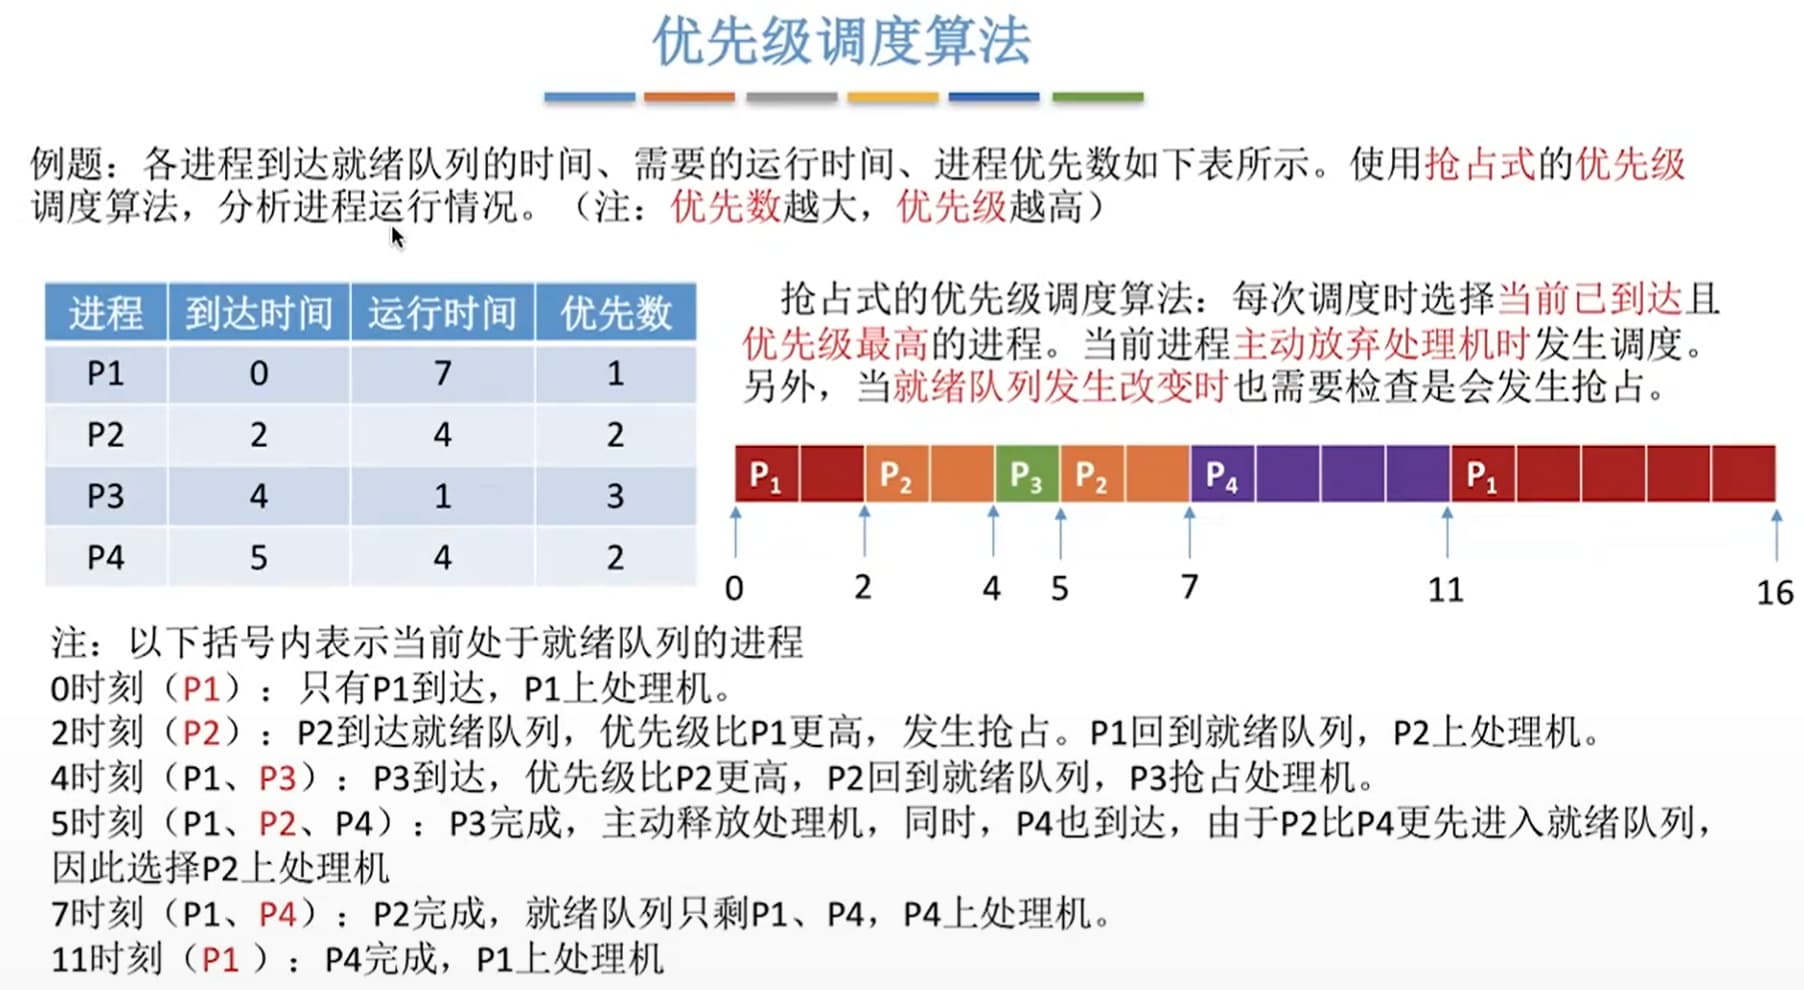 优先级调度算法
例题：各进程到达就绪队列的时间、需要的运行时间、进程优先数如下表所示。使用抢占式的优先级
调度算法，分析进程运行情况。（注：优先数越大，优先级越高）
进程 到达时间 运行时间 优先数
P1 0 7 1
P2 2 4 2
P3 4 1 3
P4 5 4 2
抢占式的优先级调度算法：每次调度时选择当前已到达且
优先级最高的进程。当前进程主动放弃处理机时发生调度。
另外，当就绪队列发生改变时也需要检查是会发生抢占。
P1 P2 P3 P2 P4 P1
0 2 4 5 7 11 16
注：以下括号内表示当前处于就绪队列的进程
0时刻（P1）：只有P1到达，P1上处理机。
2时刻（P2）：P2到达就绪队列，优先级比P1更高，发生抢占。P1回到就绪队列，P2上处理机。
4时刻（P1、P3）：P3到达，优先级比P2更高，P2回到就绪队列，P3抢占处理机。
5时刻（P1、P2、P4）：P3完成，主动释放处理机，同时，P4也到达，由于P2比P4更先进入就绪队列，
因此选择P2上处理机
7时刻（P1、P4）：P2完成，就绪队列只剩P1、P4，P4上处理机。
11时刻（P1 ）：P4完成，P1上处理机